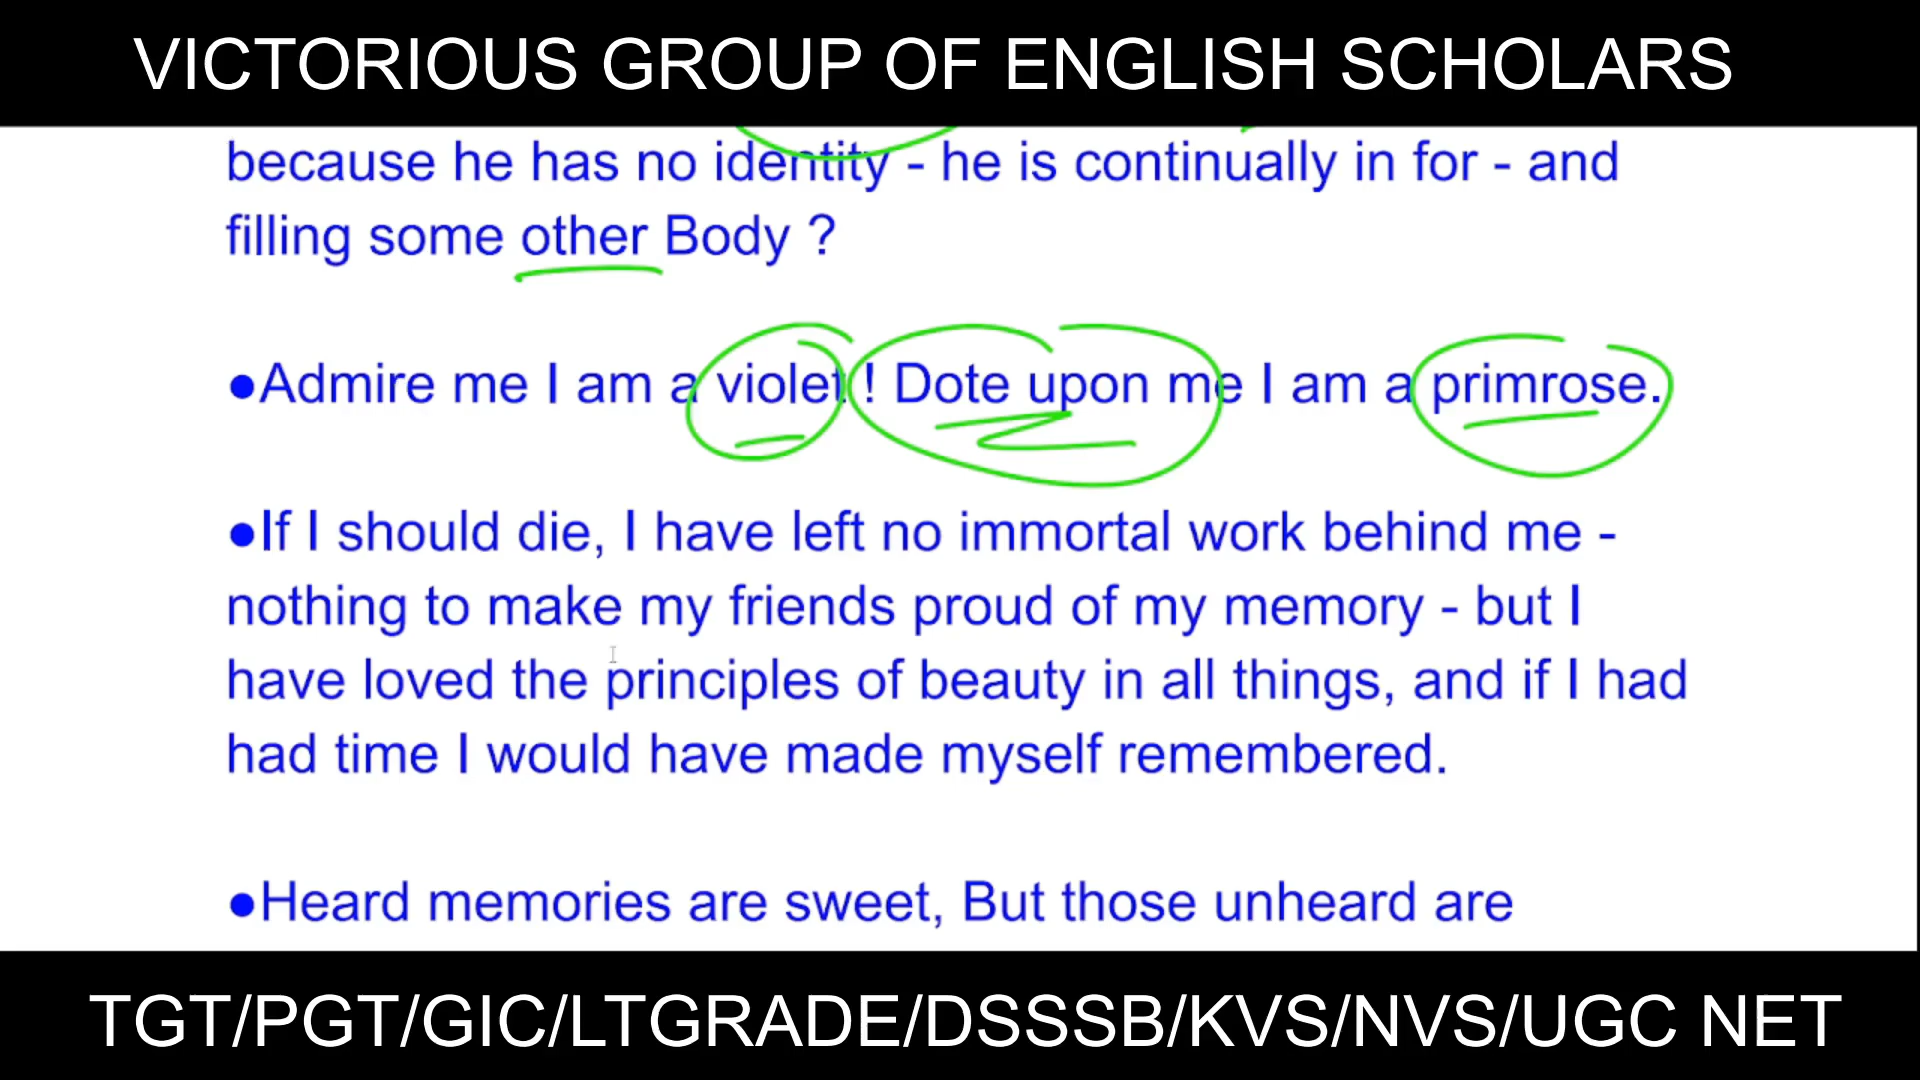 VICTORIOUS GROUP OF ENGLISH SCHOLARS
because he has no identity - he is continually in for - and
filling some other Body ?
●Admire me I am a violet ! Dote upon me I am a primrose.
●If I should die, I have left no immortal work behind me -
nothing to make my friends proud of my memory - but I
have loved the principles of beauty in all things, and if I had
had time I would have made myself remembered.
●Heard memories are sweet, But those unheard are
TGT/PGT/GIC/LTGRADE/DSSSB/KVS/NVS/UGC NET